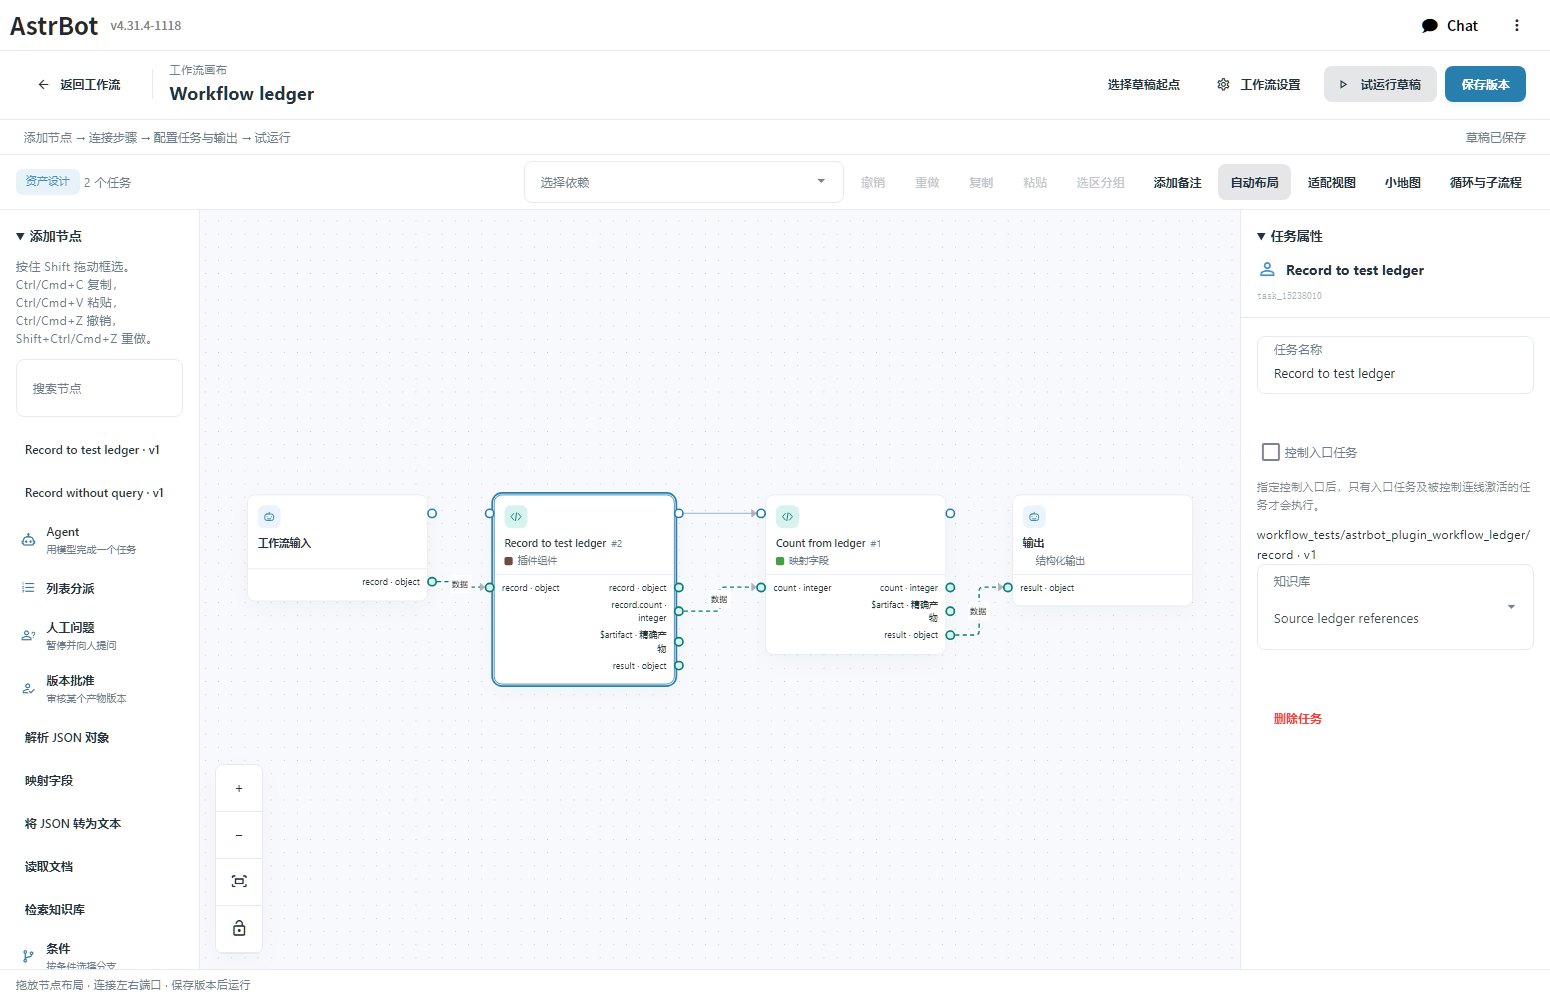 AstrBot v4.31.4-1118
Chat
返回工作流
工作流画布
Workflow ledger
选择草稿起点
工作流设置
试运行草稿
保存版本
添加节点 → 连接步骤 → 配置任务与输出 → 试运行
草稿已保存
资产设计 2 个任务
选择依赖
撤销
重做
复制
粘贴
选区分组
添加备注
自动布局
适配视图
小地图
循环与子流程
添加节点
按住 Shift 拖动框选。
Ctrl/Cmd+C 复制，
Ctrl/Cmd+V 粘贴，
Ctrl/Cmd+Z 撤销，
Shift+Ctrl/Cmd+Z 重做。
搜索节点
Record to test ledger · v1
Record without query · v1
Agent
用模型完成一个任务
列表分派
人工问题
暂停并向人提问
版本批准
审核某个产物版本
解析 JSON 对象
映射字段
将 JSON 转为文本
读取文档
检索知识库
条件
按条件选择分支
工作流输入
record · object
数据
Record to test ledger #2
插件组件
record · object
record · object
record.count ·
integer
$artifact · 精确产
物
result · object
数据
Count from ledger #1
映射字段
count · integer
count · integer
$artifact · 精确产
物
result · object
数据
输出
结构化输出
result · object
+
−
任务属性
Record to test ledger
task_15238010
任务名称
Record to test ledger
控制入口任务
指定控制入口后，只有入口任务及被控制连线激活的任
务才会执行。
workflow_tests/astrbot_plugin_workflow_ledger/
record · v1
知识库
Source ledger references
删除任务
拖放节点布局 · 连接左右端口 · 保存版本后运行